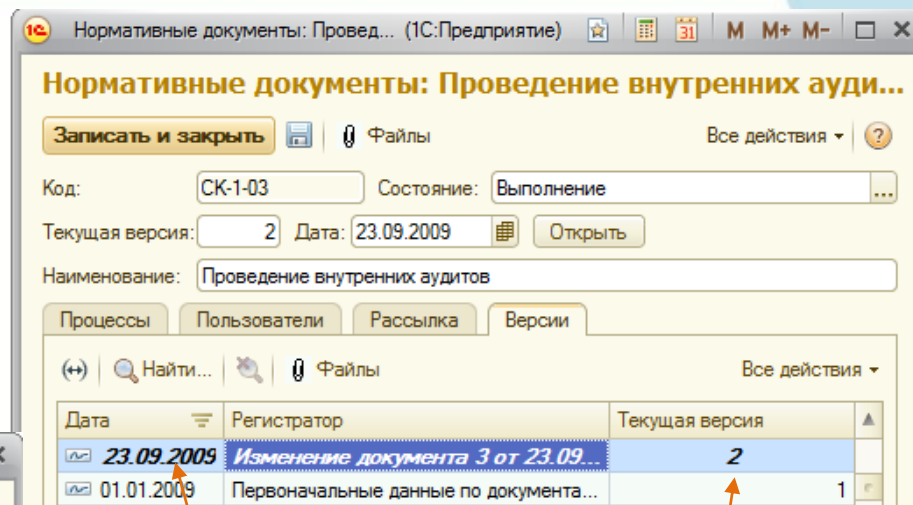 1С Нормативные документы: Провед... (1С:Предприятие) 31 M M+ M-
Нормативные документы: Проведение внутренних ауди...
Записать и закрыть Файлы Все действия ?
Код: СК-1-03 Состояние: Выполнение ...
Текущая версия: 2 Дата: 23.09.2009 Открыть
Наименование: Проведение внутренних аудитов
Процессы Пользователи Рассылка Версии
Найти... Файлы Все действия
Дата Регистратор Текущая версия
23.09.2009 Изменение документа 3 от 23.09.... 2
01.01.2009 Первоначальные данные по документа... 1